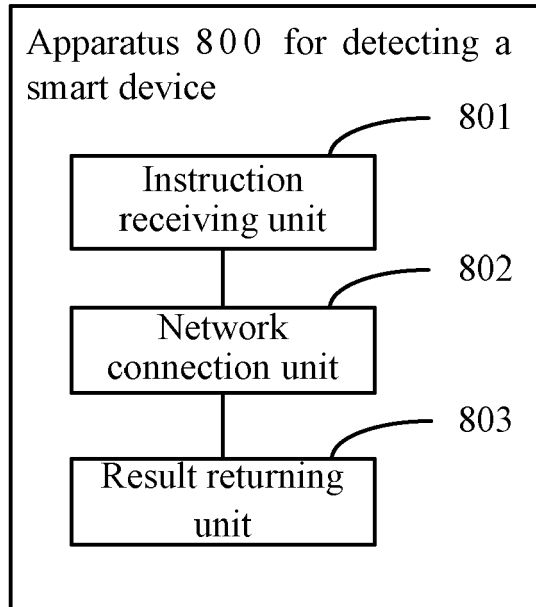 Apparatus 800 for detecting a
smart device
801
Instruction
receiving unit
802
Network
connection unit
803
Result returning
unit